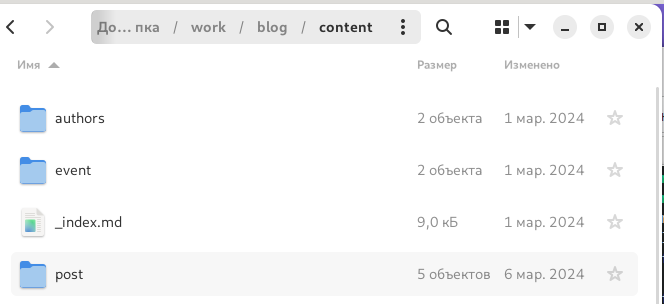 До… пка / work / blog / content
Имя Размер Изменено
authors 2 объекта 1 мар. 2024
event 2 объекта 1 мар. 2024
_index.md 9,0 кБ 1 мар. 2024
post 5 объектов 6 мар. 2024